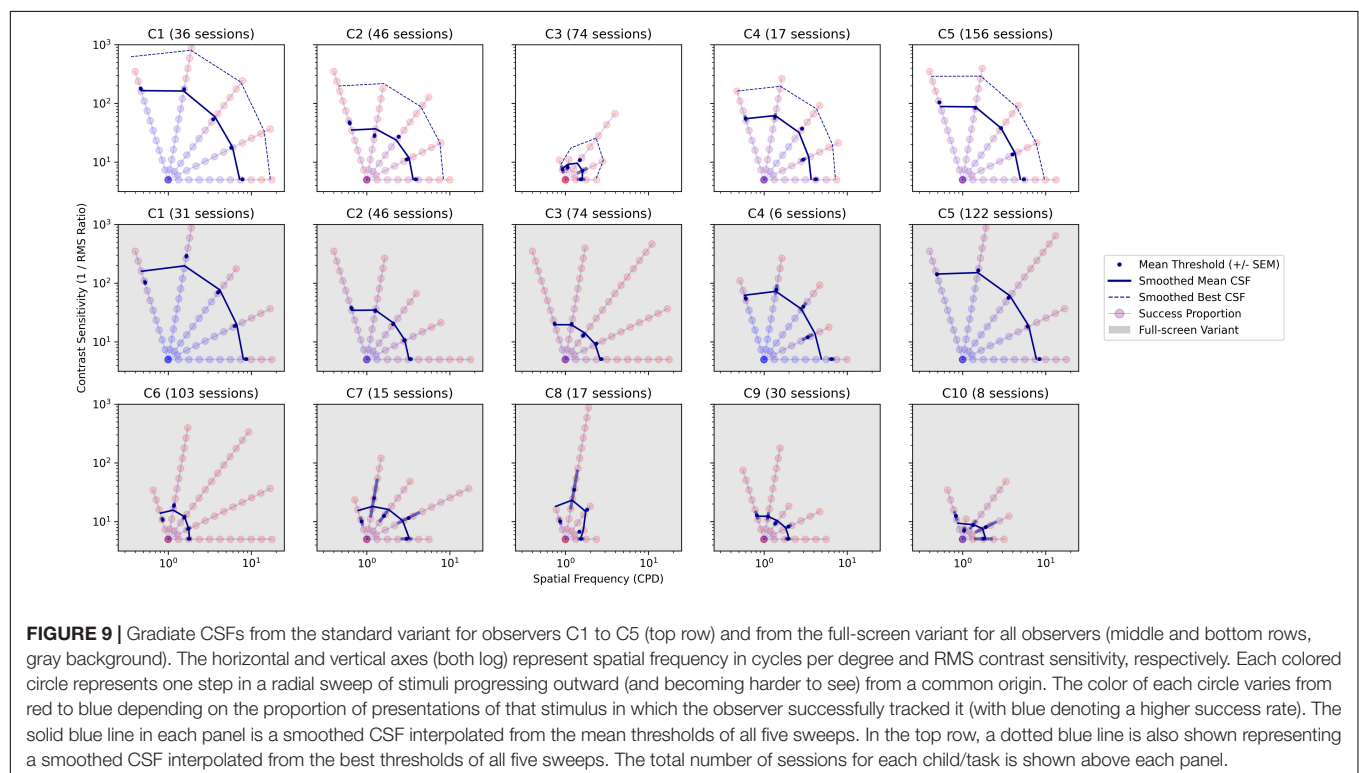 C1 (36 sessions) C2 (46 sessions) C3 (74 sessions) C4 (17 sessions) C5 (156 sessions)
10³
10²
10¹
C1 (31 sessions) C2 (46 sessions) C3 (74 sessions) C4 (6 sessions) C5 (122 sessions)
10³
10²
10¹
Contrast Sensitivity (1 / RMS Ratio)
Mean Threshold (+/- SEM)
Smoothed Mean CSF
Smoothed Best CSF
Success Proportion
Full-screen Variant
C6 (103 sessions) C7 (15 sessions) C8 (17 sessions) C9 (30 sessions) C10 (8 sessions)
10³
10²
10¹
10⁰ 10¹ 10⁰ 10¹ 10⁰ 10¹ 10⁰ 10¹ 10⁰ 10¹
Spatial Frequency (CPD)
FIGURE 9 | Gradiate CSFs from the standard variant for observers C1 to C5 (top row) and from the full-screen variant for all observers (middle and bottom rows,
gray background). The horizontal and vertical axes (both log) represent spatial frequency in cycles per degree and RMS contrast sensitivity, respectively. Each colored
circle represents one step in a radial sweep of stimuli progressing outward (and becoming harder to see) from a common origin. The color of each circle varies from
red to blue depending on the proportion of presentations of that stimulus in which the observer successfully tracked it (with blue denoting a higher success rate). The
solid blue line in each panel is a smoothed CSF interpolated from the mean thresholds of all five sweeps. In the top row, a dotted blue line is also shown representing
a smoothed CSF interpolated from the best thresholds of all five sweeps. The total number of sessions for each child/task is shown above each panel.